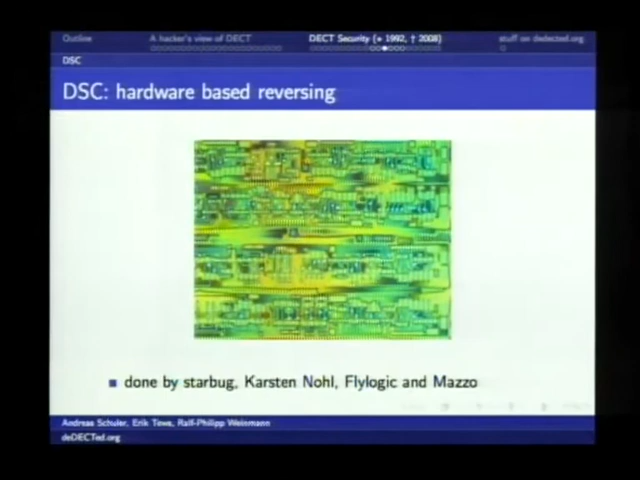 Outline
A hacker's view of DECT
DECT Security (* 1992, † 2008)
stuff on dedected.org
DSC
DSC: hardware based reversing
done by starbug, Karsten Nohl, Flylogic and Mazzo
Andreas Schuler, Erik Tews, Ralf-Philipp Weinmann
deDECTed.org